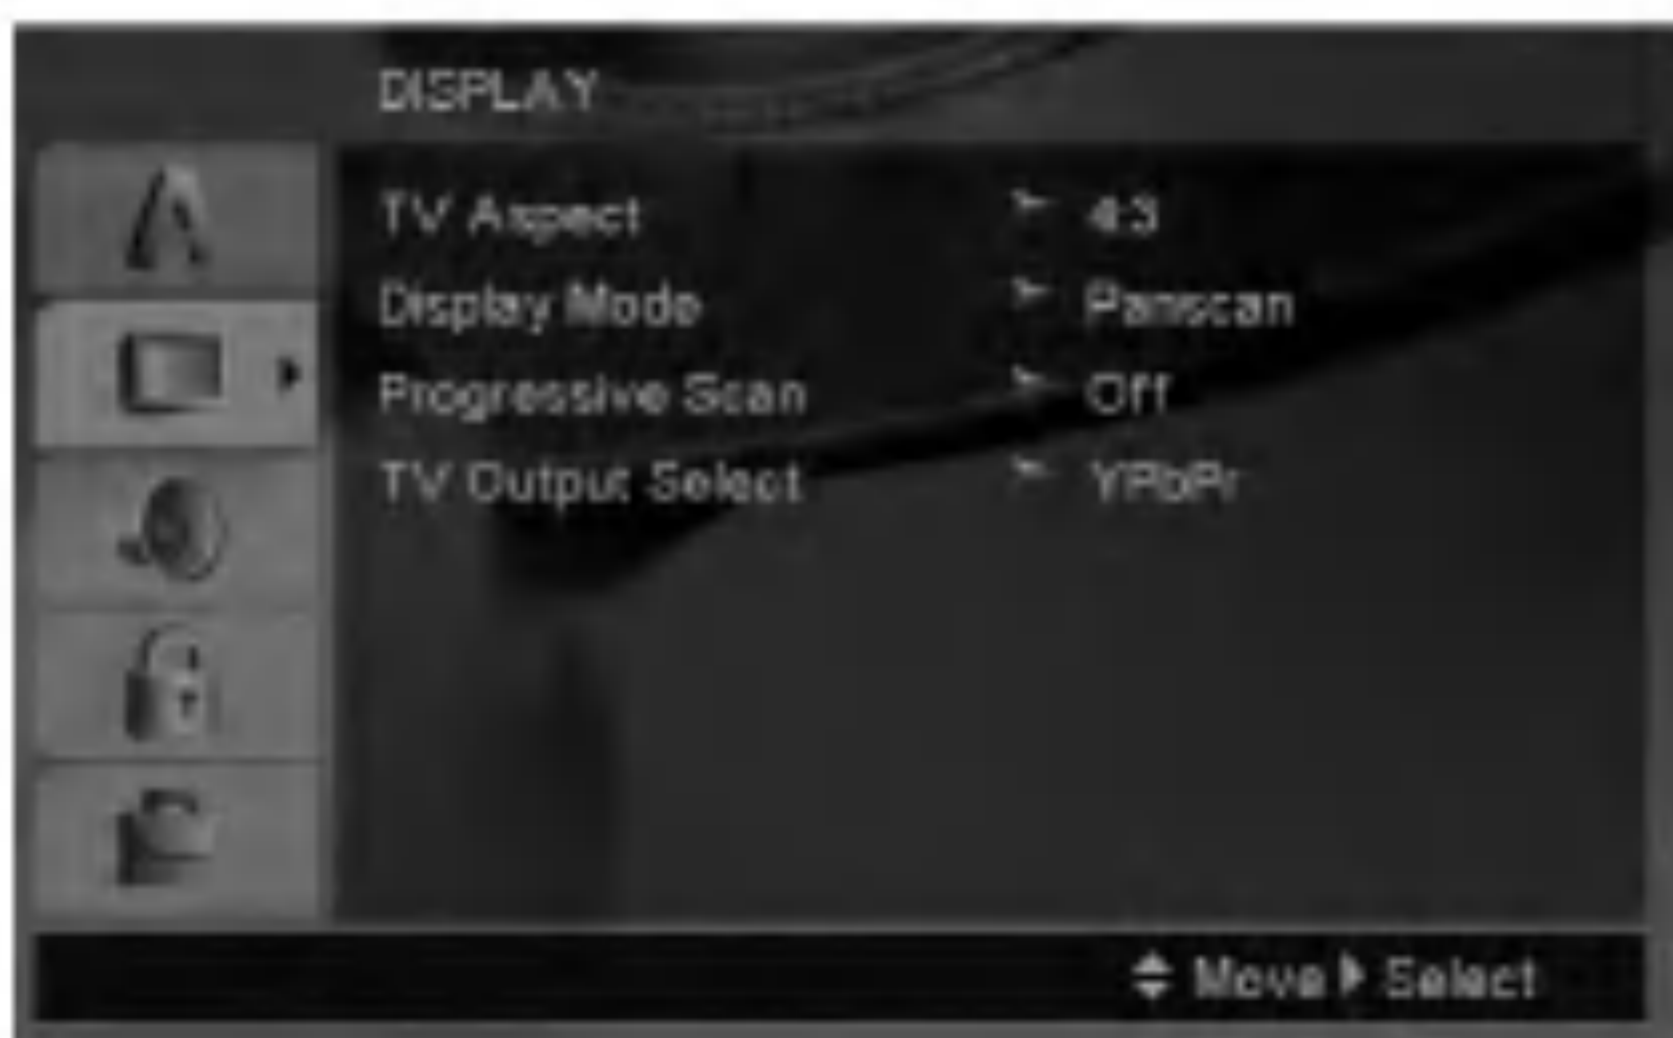 DISPLAY
TV Aspect 4:3
Display Mode Panscan
Progressive Scan Off
TV Output Select YPbPr
Move Select